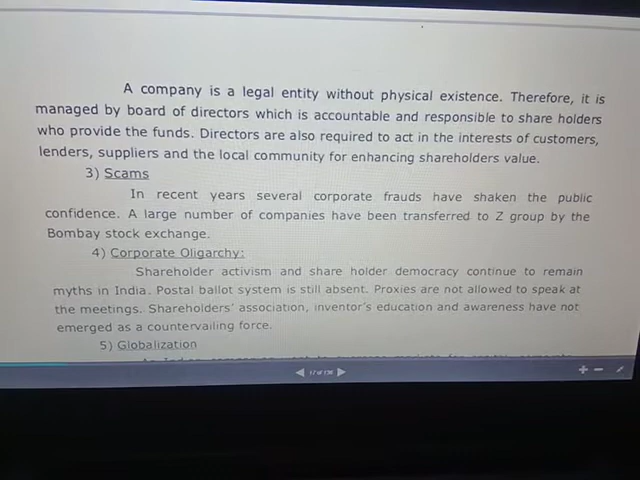 A company is a legal entity without physical existence. Therefore, it is
managed by board of directors which is accountable and responsible to share holders
who provide the funds. Directors are also required to act in the interests of customers,
lenders, suppliers and the local community for enhancing shareholders value.
3) Scams
In recent years several corporate frauds have shaken the public
confidence. A large number of companies have been transferred to Z group by the
Bombay stock exchange.
4) Corporate Oligarchy:
Shareholder activism and share holder democracy continue to remain
myths in India. Postal ballot system is still absent. Proxies are not allowed to speak at
the meetings. Shareholders' association, inventor's education and awareness have not
emerged as a countervailing force.
5) Globalization